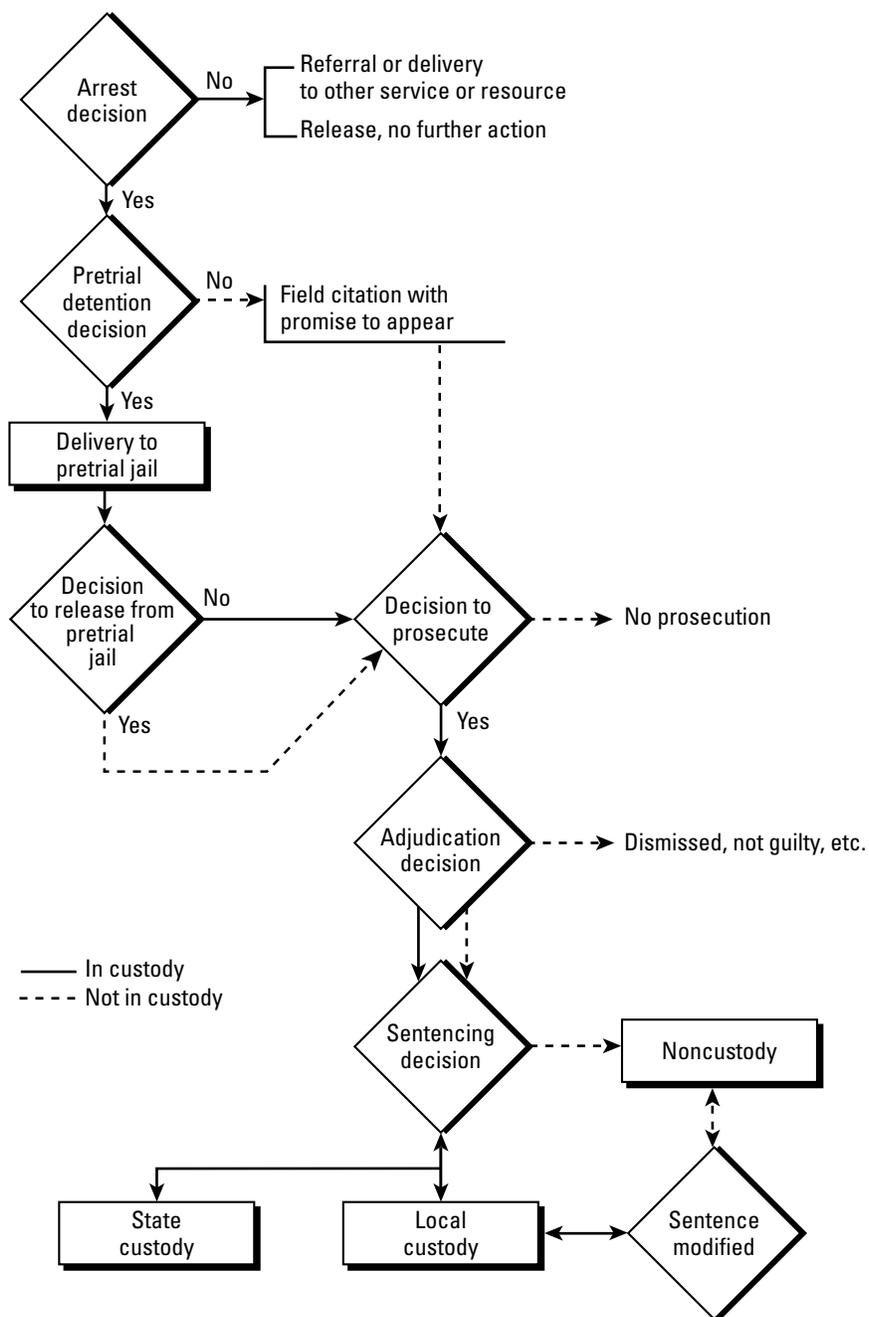 Arrest
decision
No
Referral or delivery
to other service or resource
Release, no further action
Yes
Pretrial
detention
decision
No
Field citation with
promise to appear
Yes
Delivery to
pretrial jail
Decision
to release from
pretrial
jail
No
Decision to
prosecute
No prosecution
Yes
Yes
Adjudication
decision
Dismissed, not guilty, etc.
In custody
Not in custody
Sentencing
decision
Noncustody
State
custody
Local
custody
Sentence
modified